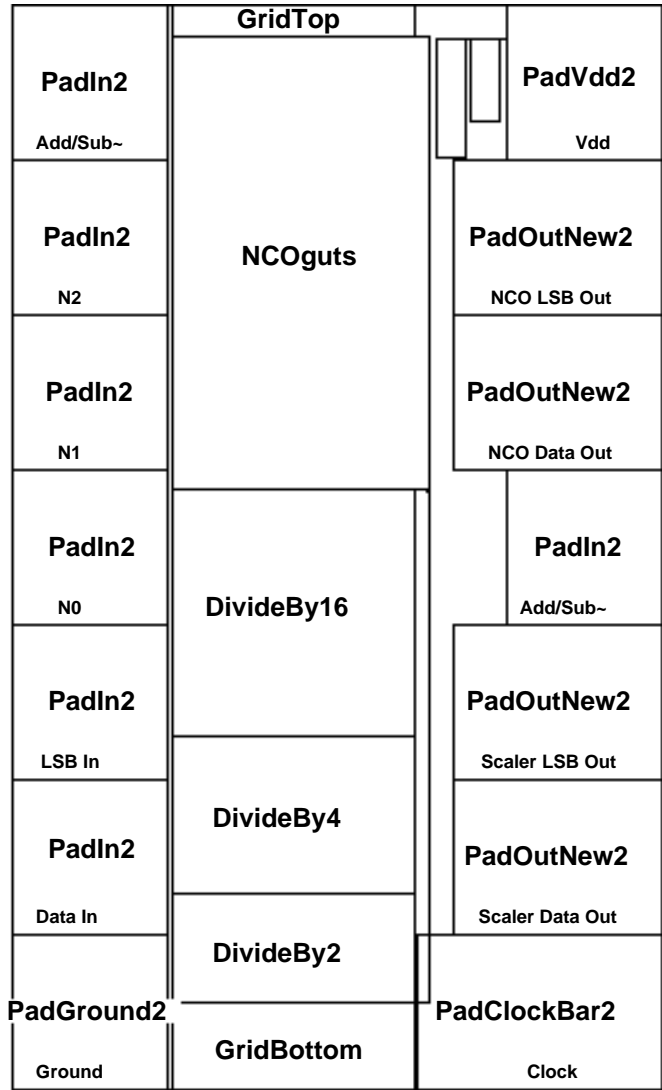 GridTop
PadIn2
Add/Sub~
PadIn2
N2
PadIn2
N1
PadIn2
N0
PadIn2
LSB In
PadIn2
Data In
PadGround2
Ground
NCOguts
DivideBy16
DivideBy4
DivideBy2
GridBottom
PadVdd2
Vdd
PadOutNew2
NCO LSB Out
PadOutNew2
NCO Data Out
PadIn2
Add/Sub~
PadOutNew2
Scaler LSB Out
PadOutNew2
Scaler Data Out
PadClockBar2
Clock